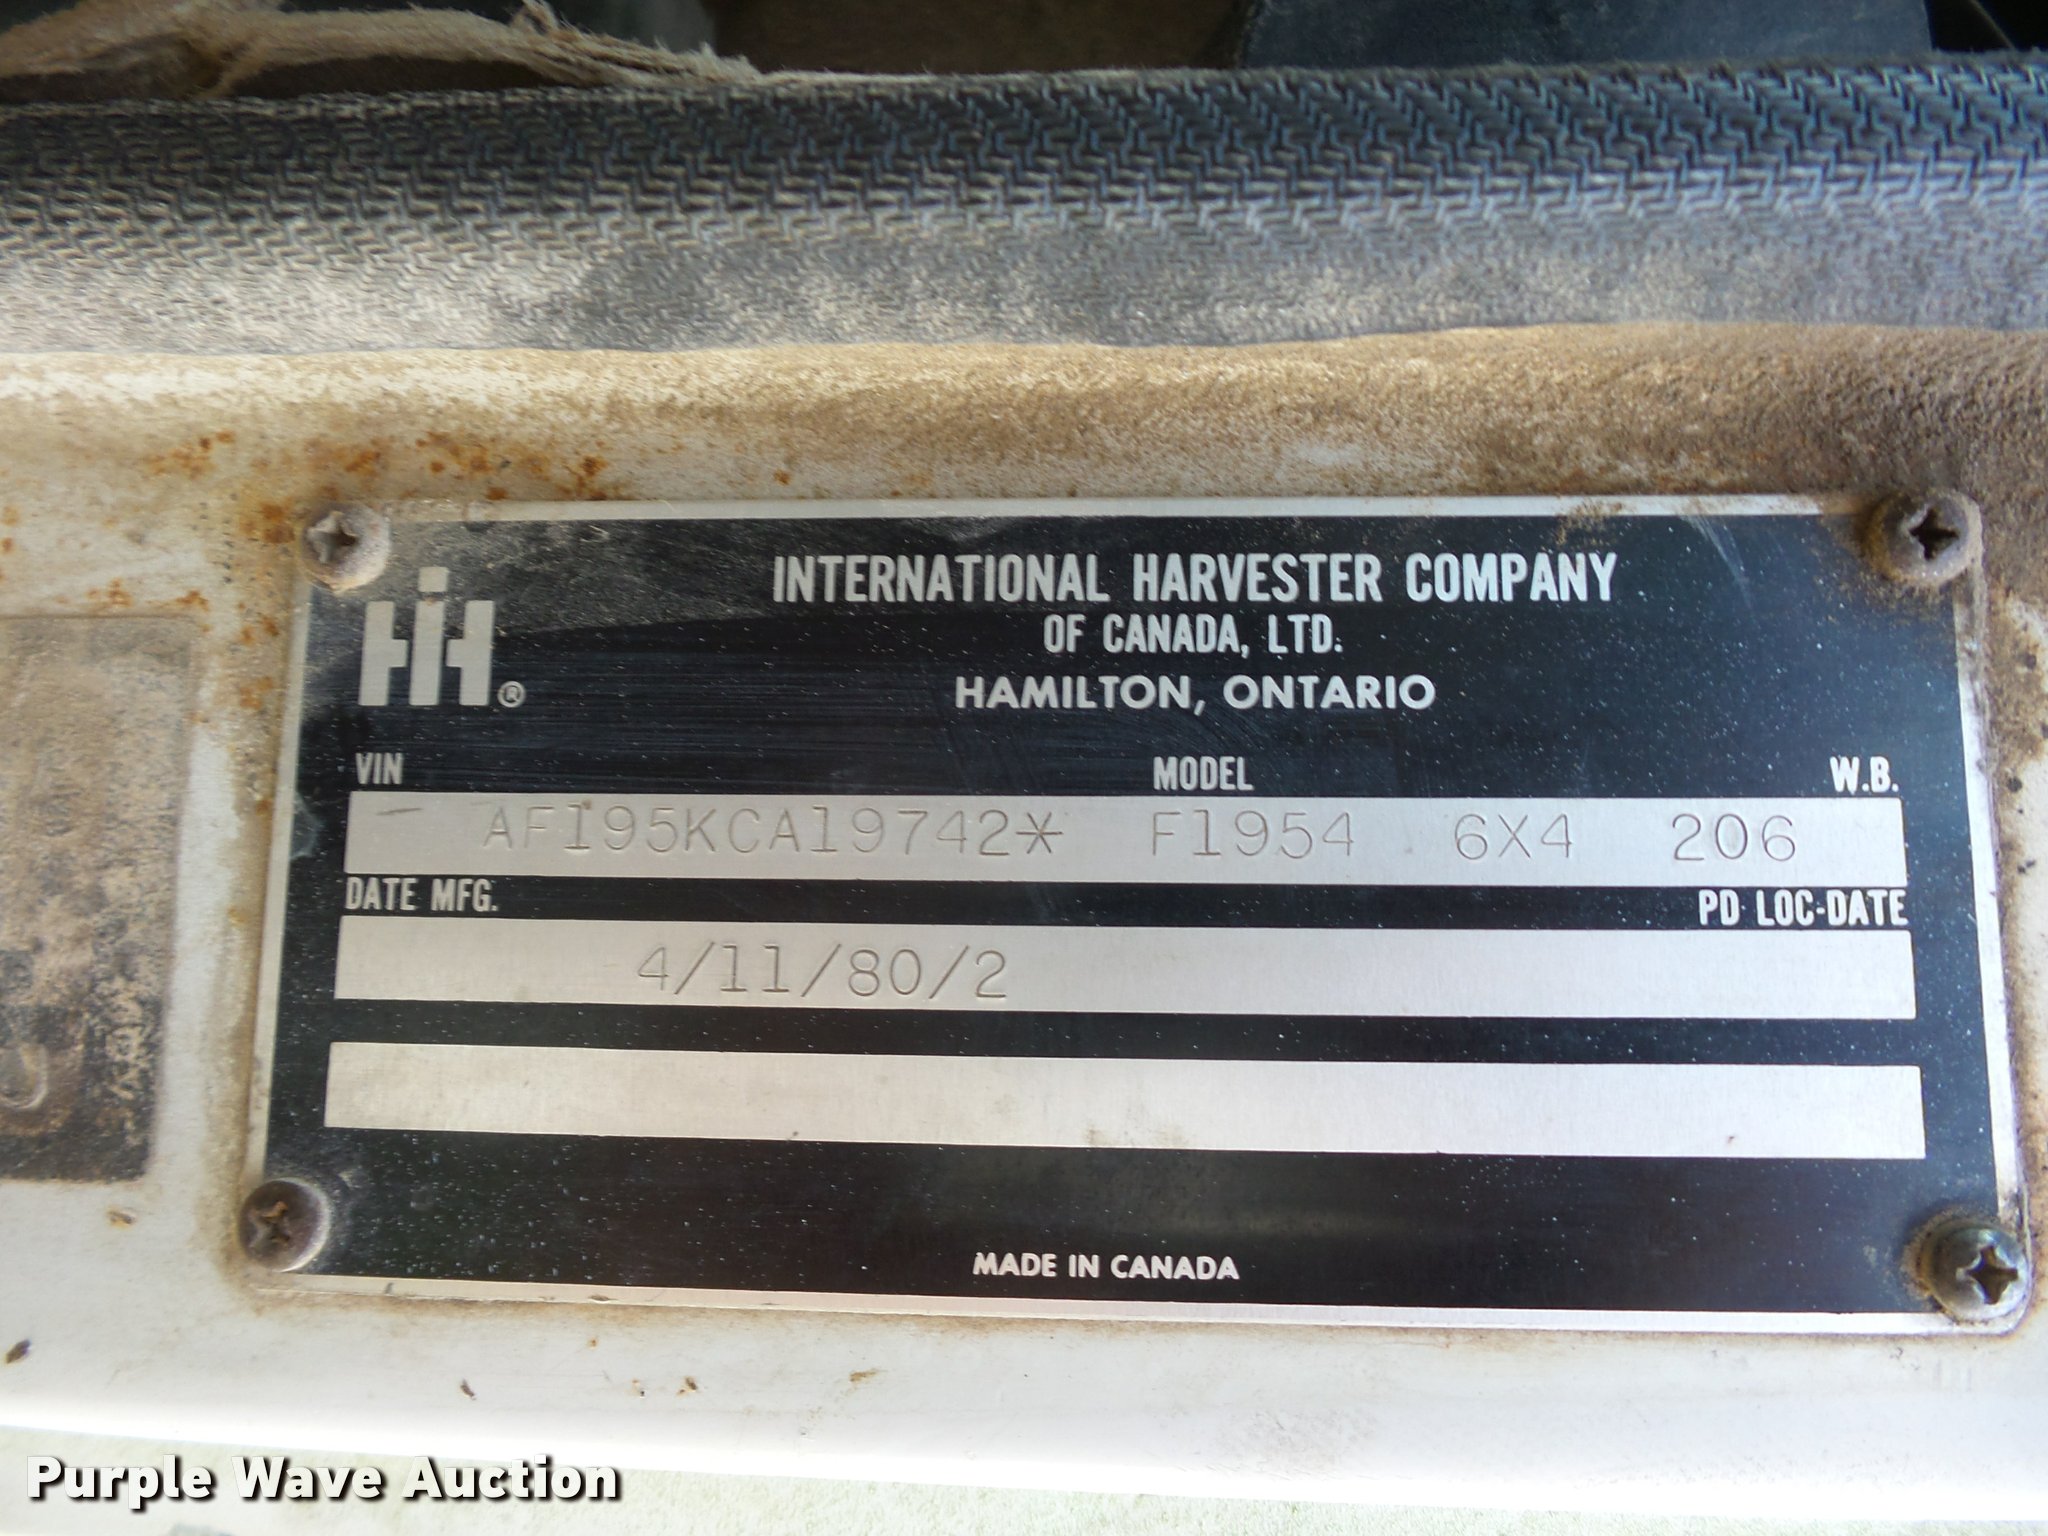 INTERNATIONAL HARVESTER COMPANY
OF CANADA, LTD.
HAMILTON, ONTARIO
IH®
VIN MODEL W.B.
AF195KCA19742* F1954 6X4 206
DATE MFG. PD LOC-DATE
4/11/80/2
MADE IN CANADA
Purple Wave Auction